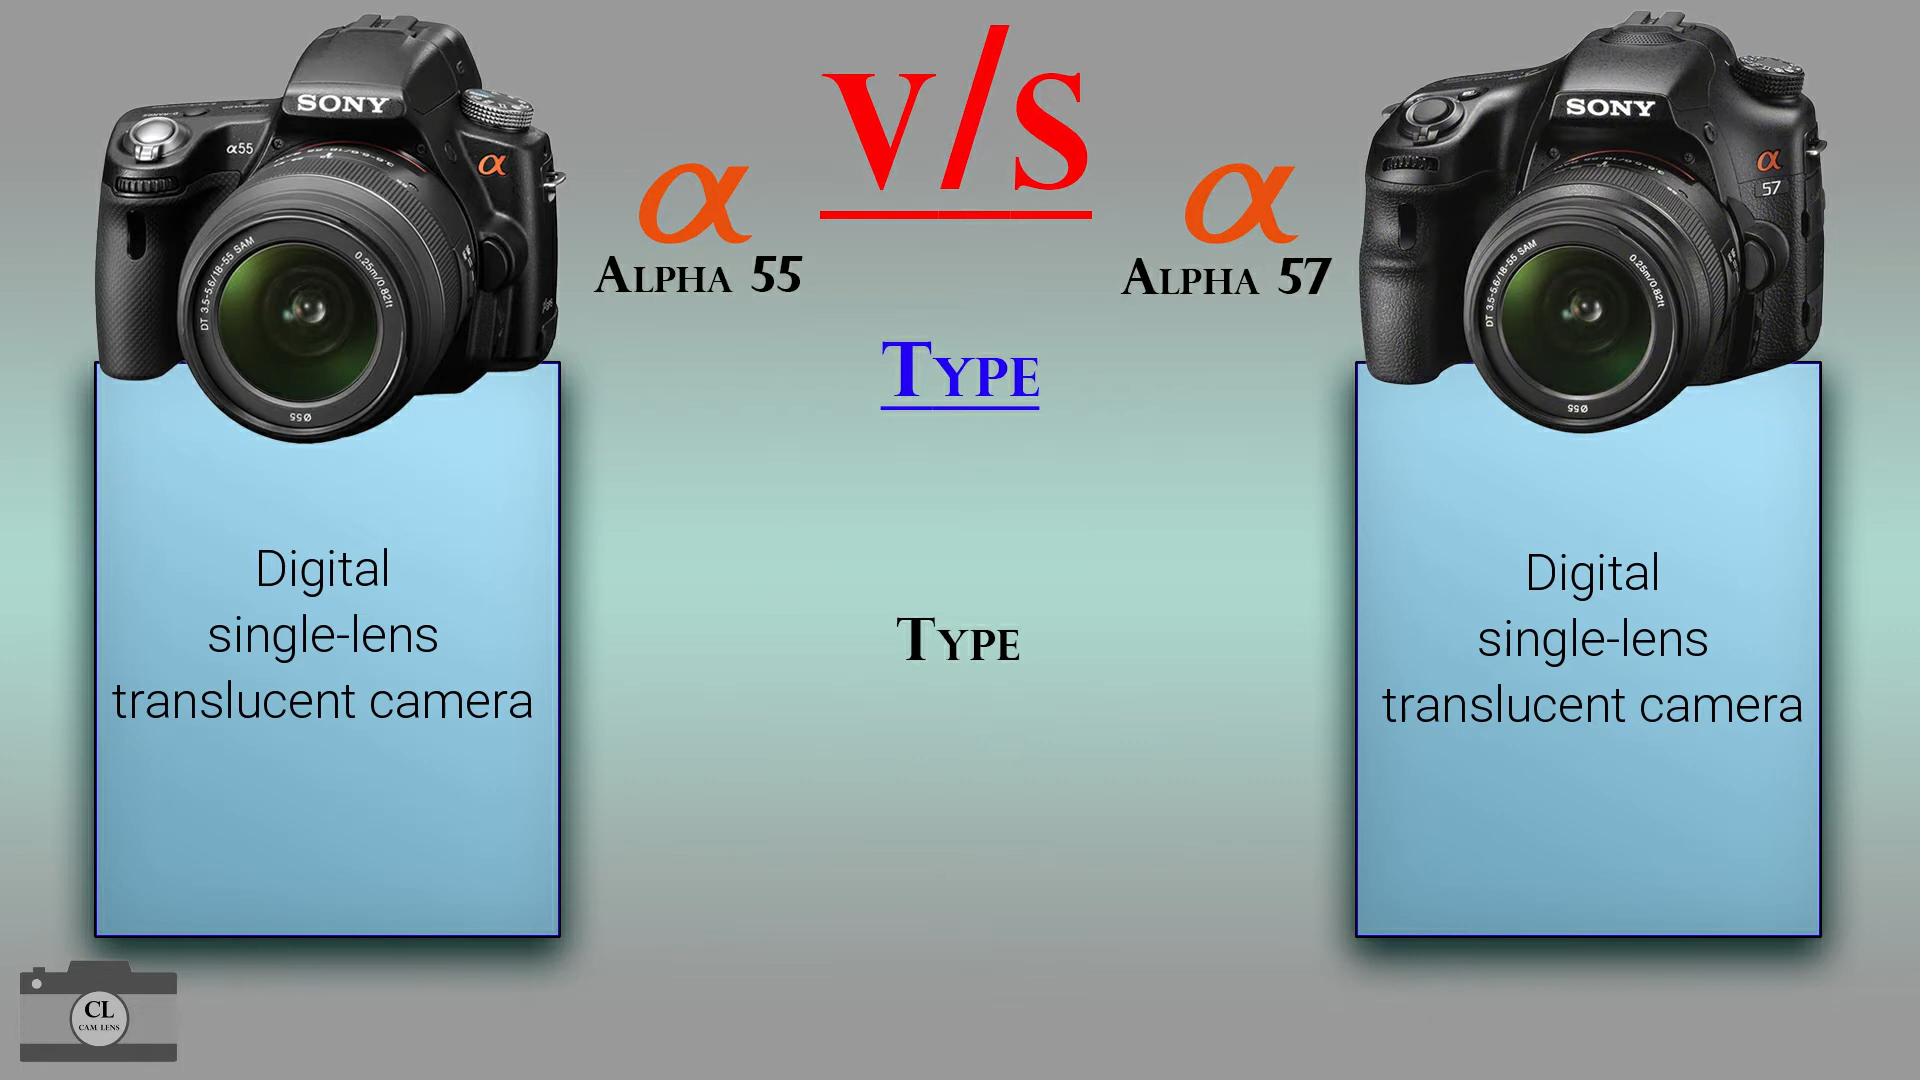 SONY
α55
α
DT 3.5-5.6/18-55 SAM
0.25m/0.82ft
ø55
V/S
α
ALPHA 55
α
ALPHA 57
SONY
α
57
DT 3.5-5.6/18-55 SAM
0.25m/0.82ft
ø55
TYPE
Digital
single-lens
translucent camera
TYPE
Digital
single-lens
translucent camera
CL
CAM LENS